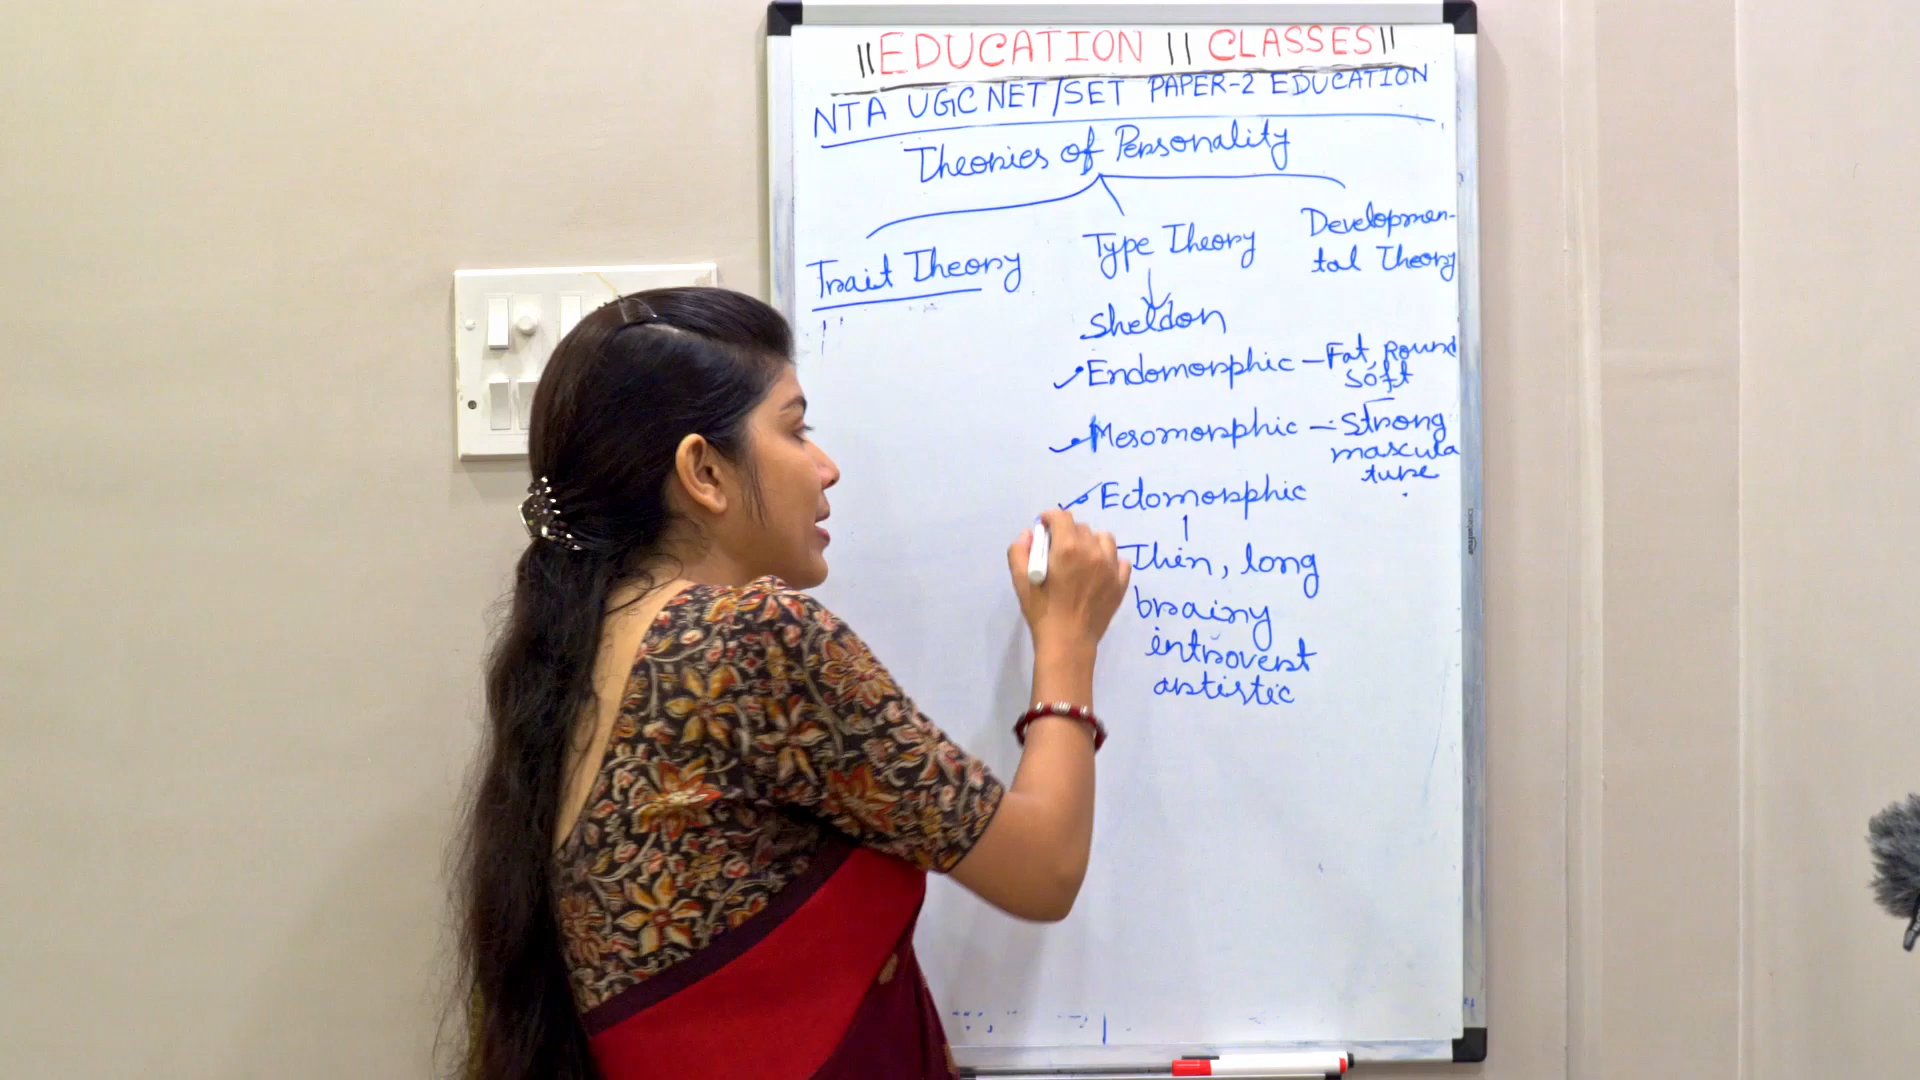 ||EDUCATION || CLASSES||
NTA UGC NET/SET PAPER-2 EDUCATION
Theories of Personality
Trait Theory
Type Theory
Sheldon
Developmen-
tal Theory
Endomorphic – Fat, Round
Soft
Mesomorphic – Strong
mascula
ture
Ectomorphic
Thin, long
brainy
introvert
artistic